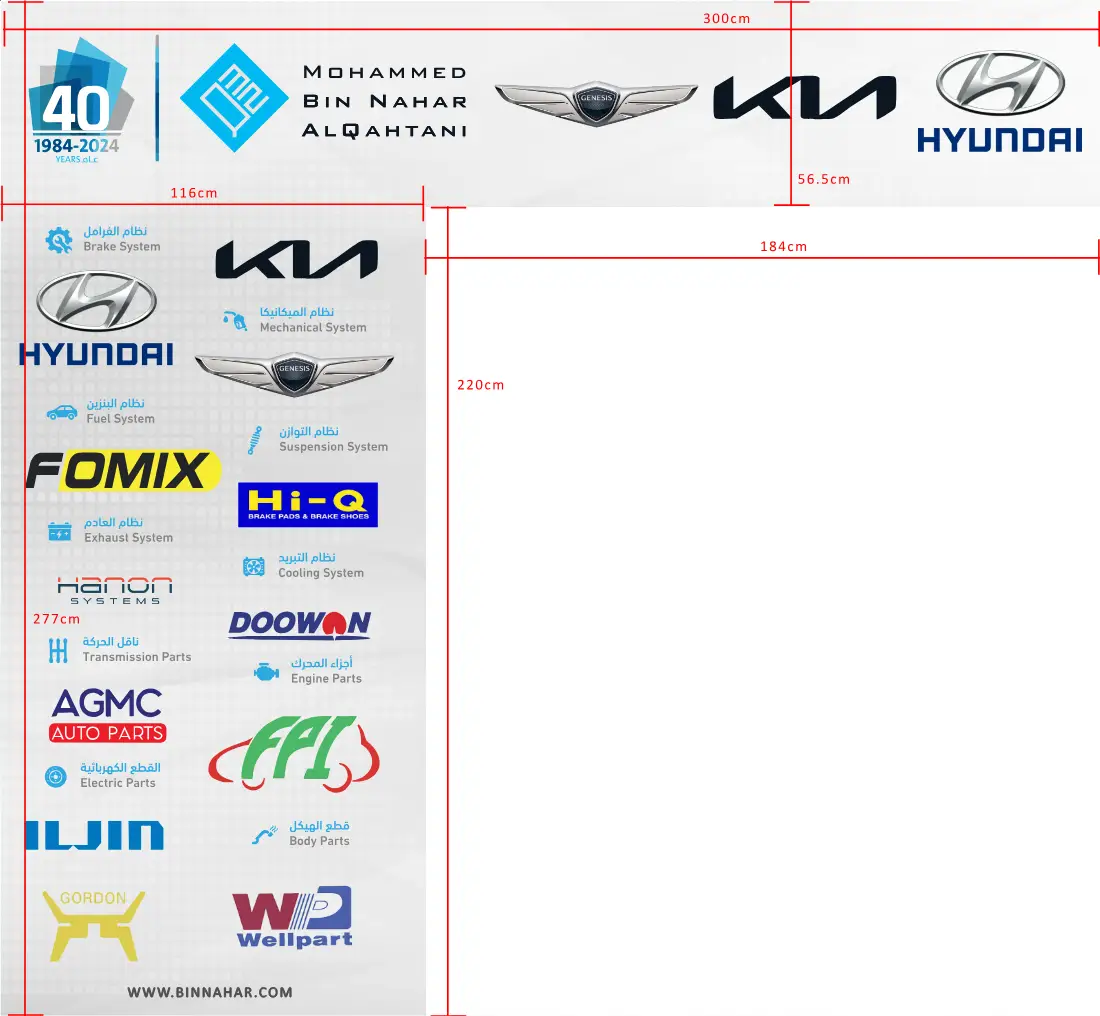 300cm
40
1984-2024
YEARS.عاماً
MOHAMMED
BIN NAHAR
ALQAHTANI
GENESIS
KIA
HYUNDAI
56.5cm
116cm
184cm
220cm
277cm
نظام الفرامل
Brake System
KIA
HYUNDAI
نظام الميكانيكا
Mechanical System
GENESIS
نظام البنزين
Fuel System
نظام التوازن
Suspension System
FOMIX
Hi-Q
BRAKE PADS & BRAKE SHOES
نظام العادم
Exhaust System
نظام التبريد
Cooling System
Hanon
SYSTEMS
DOOWON
ناقل الحركة
Transmission Parts
أجزاء المحرك
Engine Parts
AGMC
AUTO PARTS
FPI
القطع الكهربائية
Electric Parts
قطع الهيكل
Body Parts
ILJIN
GORDON
WP
Wellpart
WWW.BINNAHAR.COM